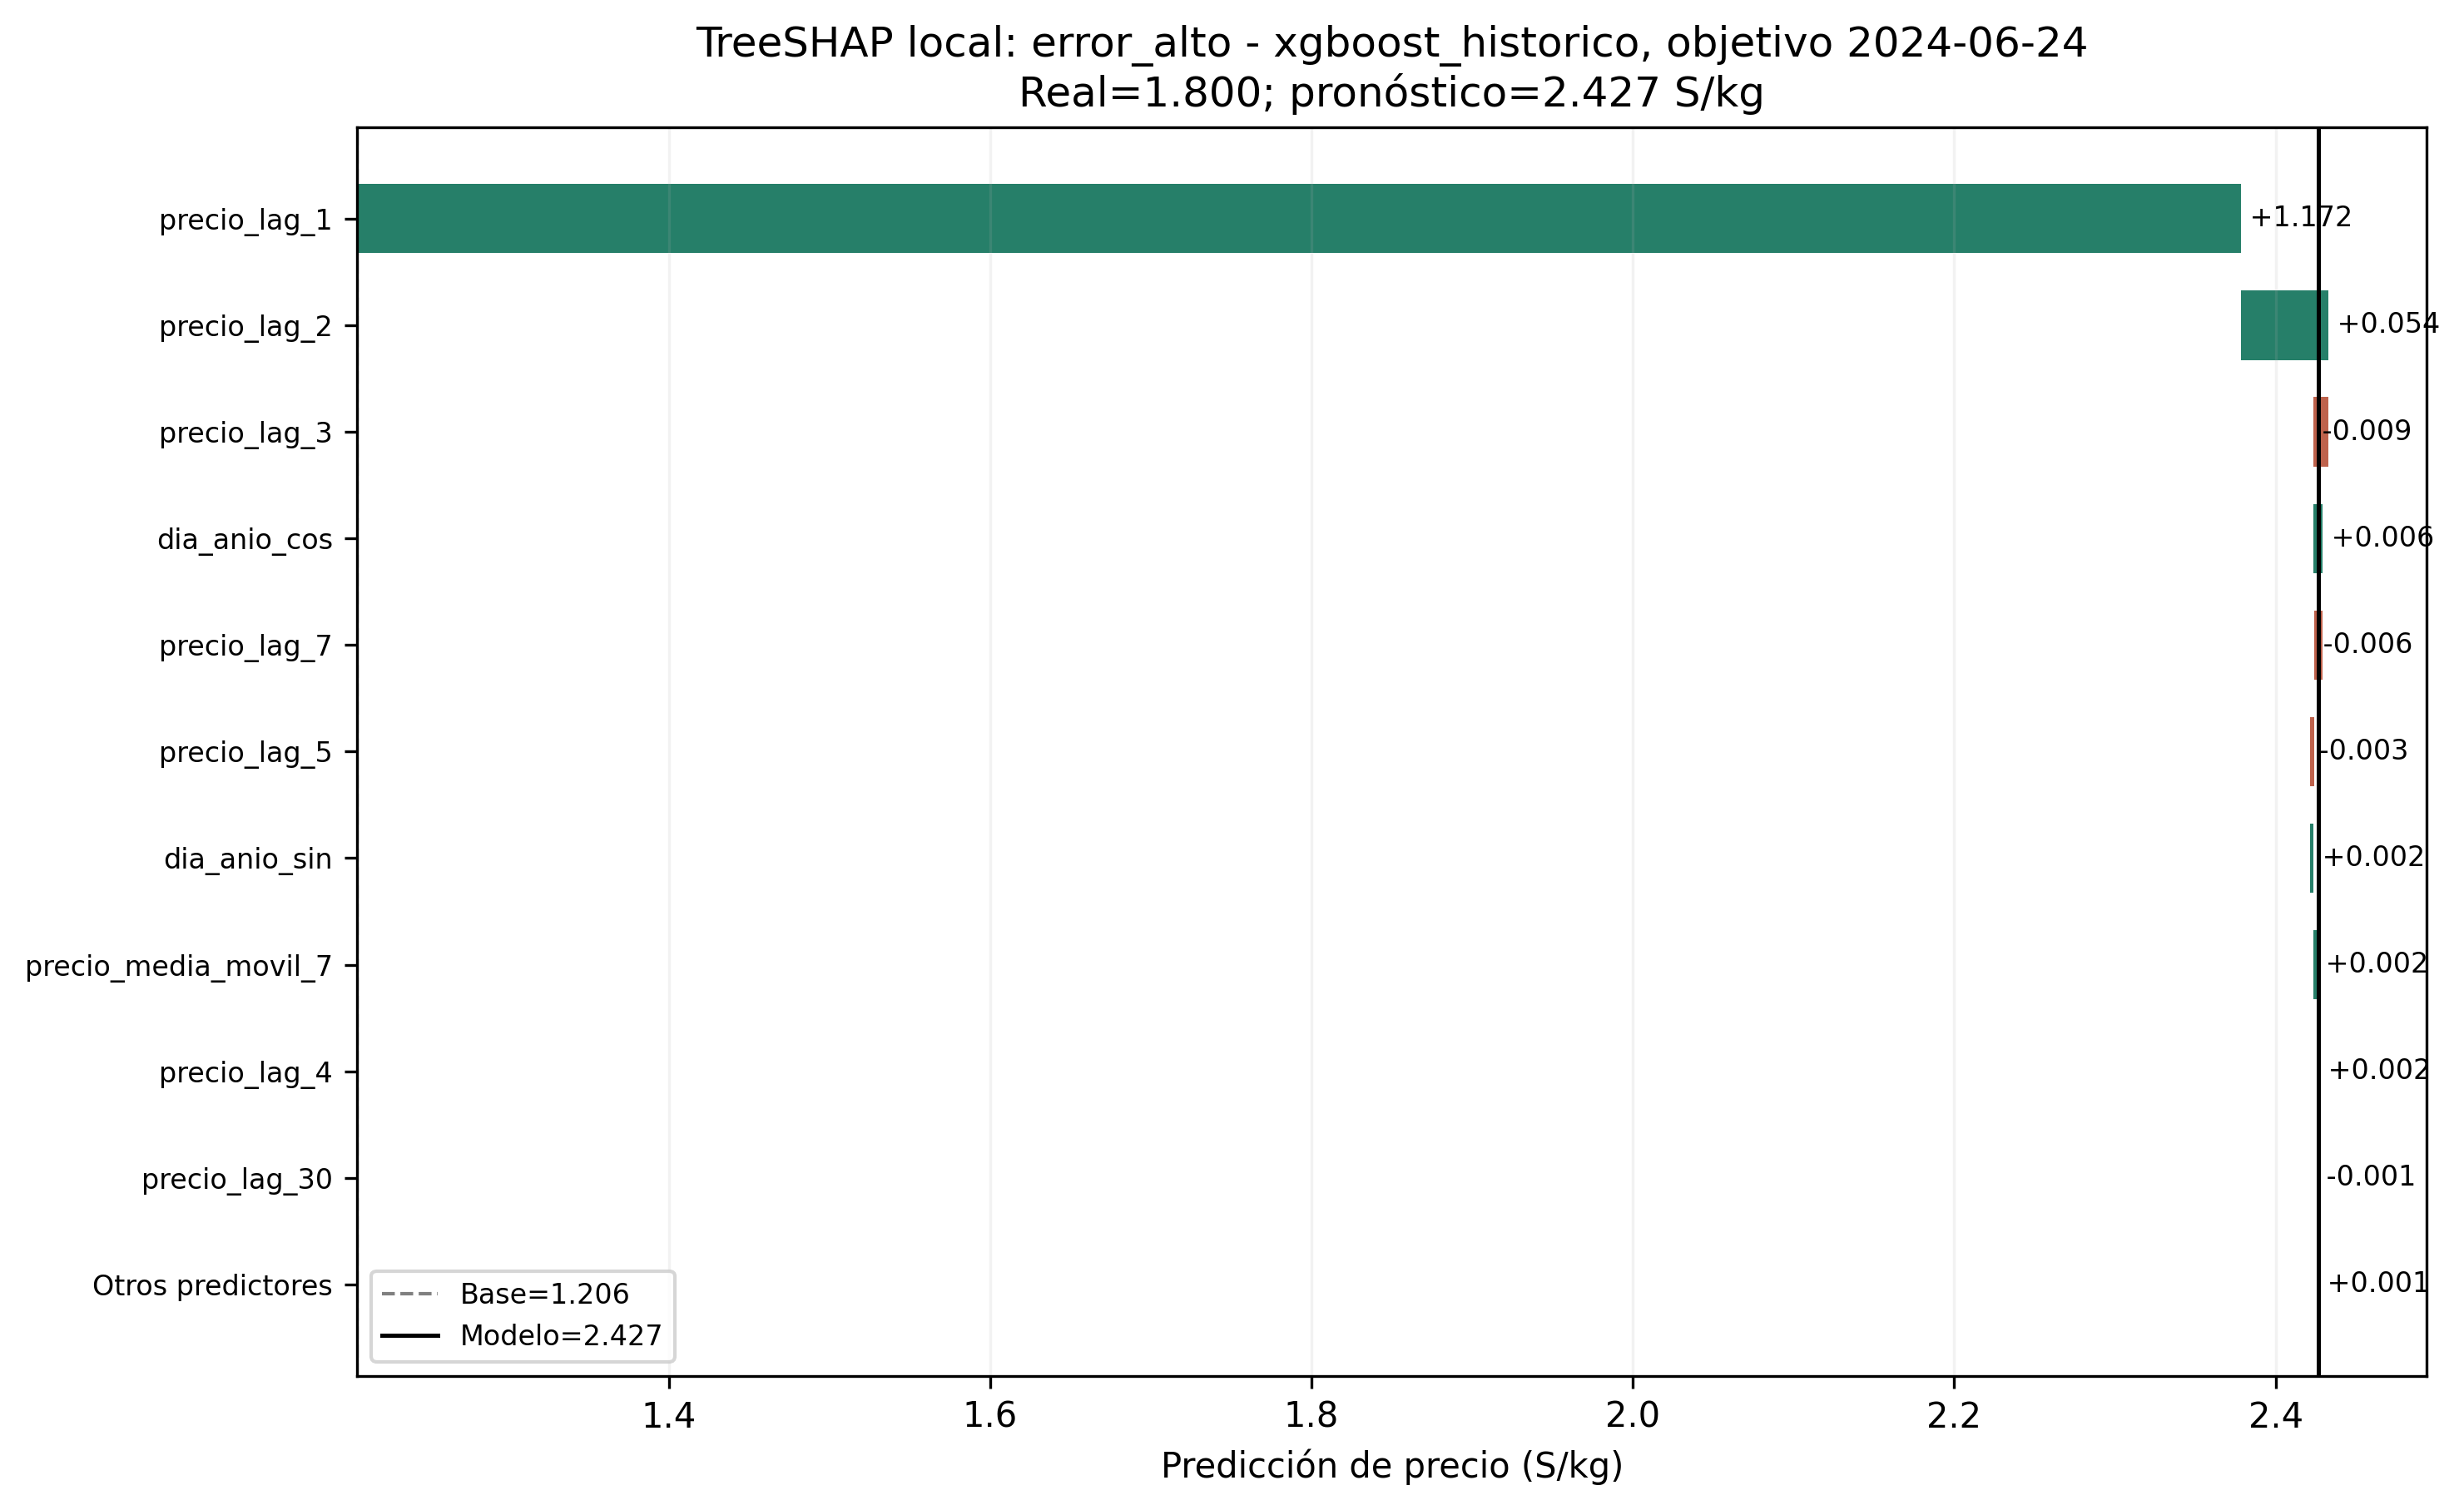 TreeSHAP local: error_alto - xgboost_historico, objetivo 2024-06-24
Real=1.800; pronóstico=2.427 S/kg
precio_lag_1
+1.172
precio_lag_2
+0.054
precio_lag_3
-0.009
dia_anio_cos
+0.006
precio_lag_7
-0.006
precio_lag_5
-0.003
dia_anio_sin
+0.002
precio_media_movil_7
+0.002
precio_lag_4
+0.002
precio_lag_30
-0.001
Otros predictores
+0.001
Base=1.206
Modelo=2.427
1.4 1.6 1.8 2.0 2.2 2.4
Predicción de precio (S/kg)